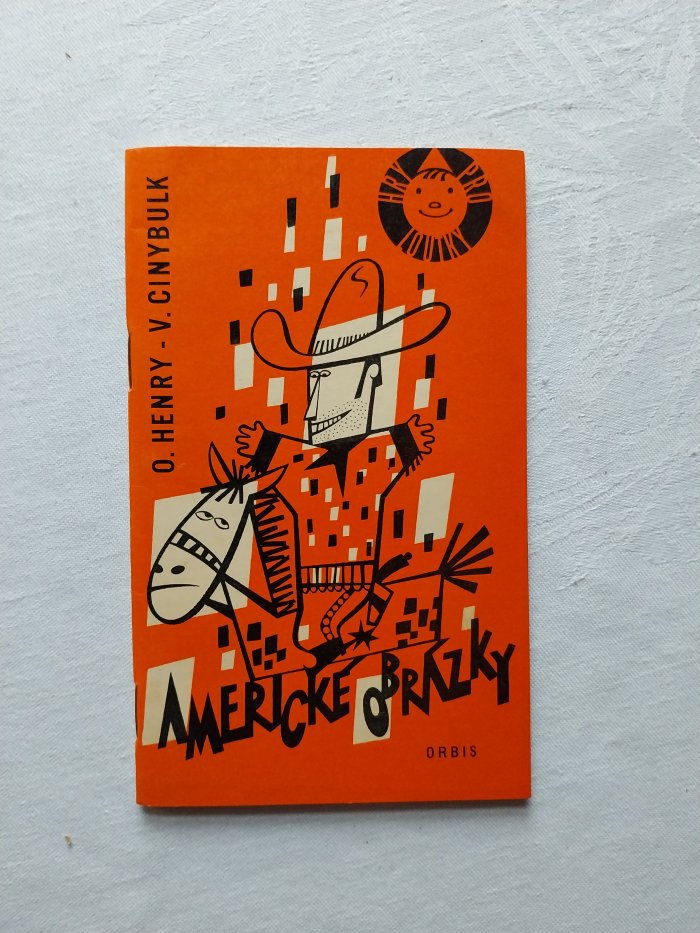 O. HENRY - V. CINYBULK
HRY PRO
LOUTKY
AMERICKÉ OBRÁZKY
ORBIS